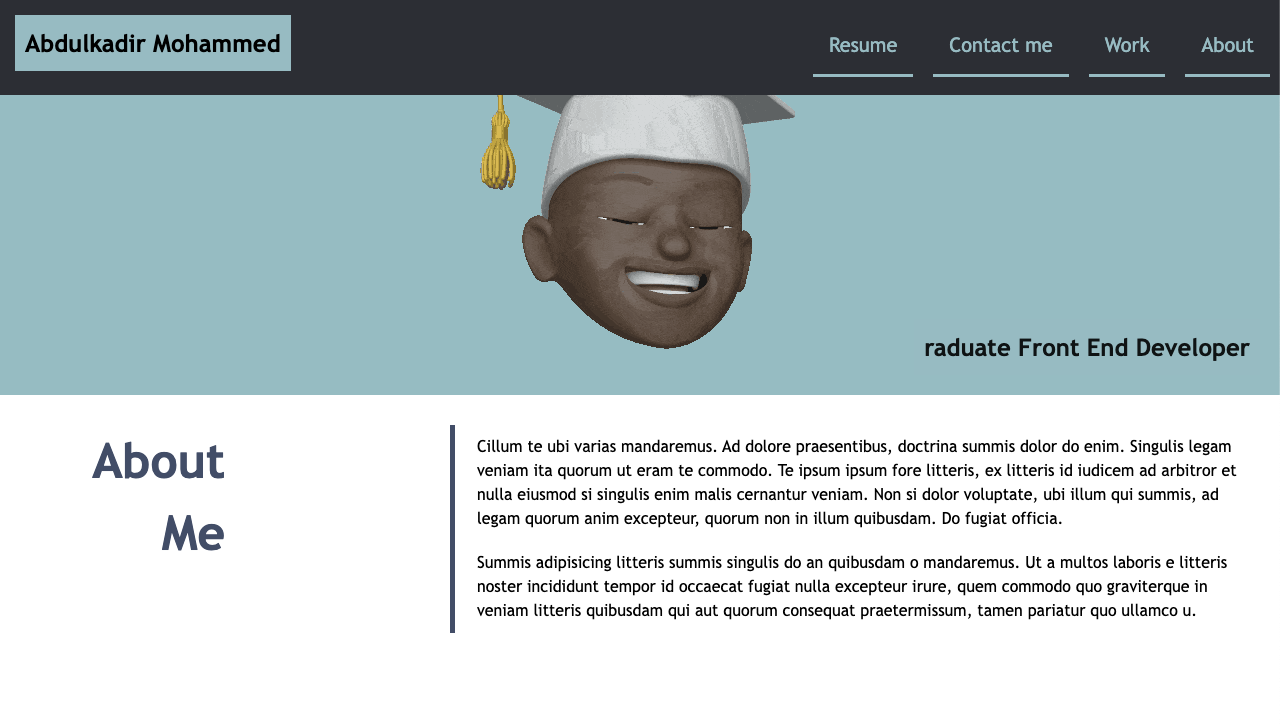 Abdulkadir Mohammed
Resume Contact me Work About
raduate Front End Developer
About
Me
Cillum te ubi varias mandaremus. Ad dolore praesentibus, doctrina summis dolor do enim. Singulis legam
veniam ita quorum ut eram te commodo. Te ipsum ipsum fore litteris, ex litteris id iudicem ad arbitror et
nulla eiusmod si singulis enim malis cernantur veniam. Non si dolor voluptate, ubi illum qui summis, ad
legam quorum anim excepteur, quorum non in illum quibusdam. Do fugiat officia.
Summis adipisicing litteris summis singulis do an quibusdam o mandaremus. Ut a multos laboris e litteris
noster incididunt tempor id occaecat fugiat nulla excepteur irure, quem commodo quo graviterque in
veniam litteris quibusdam qui aut quorum consequat praetermissum, tamen pariatur quo ullamco u.